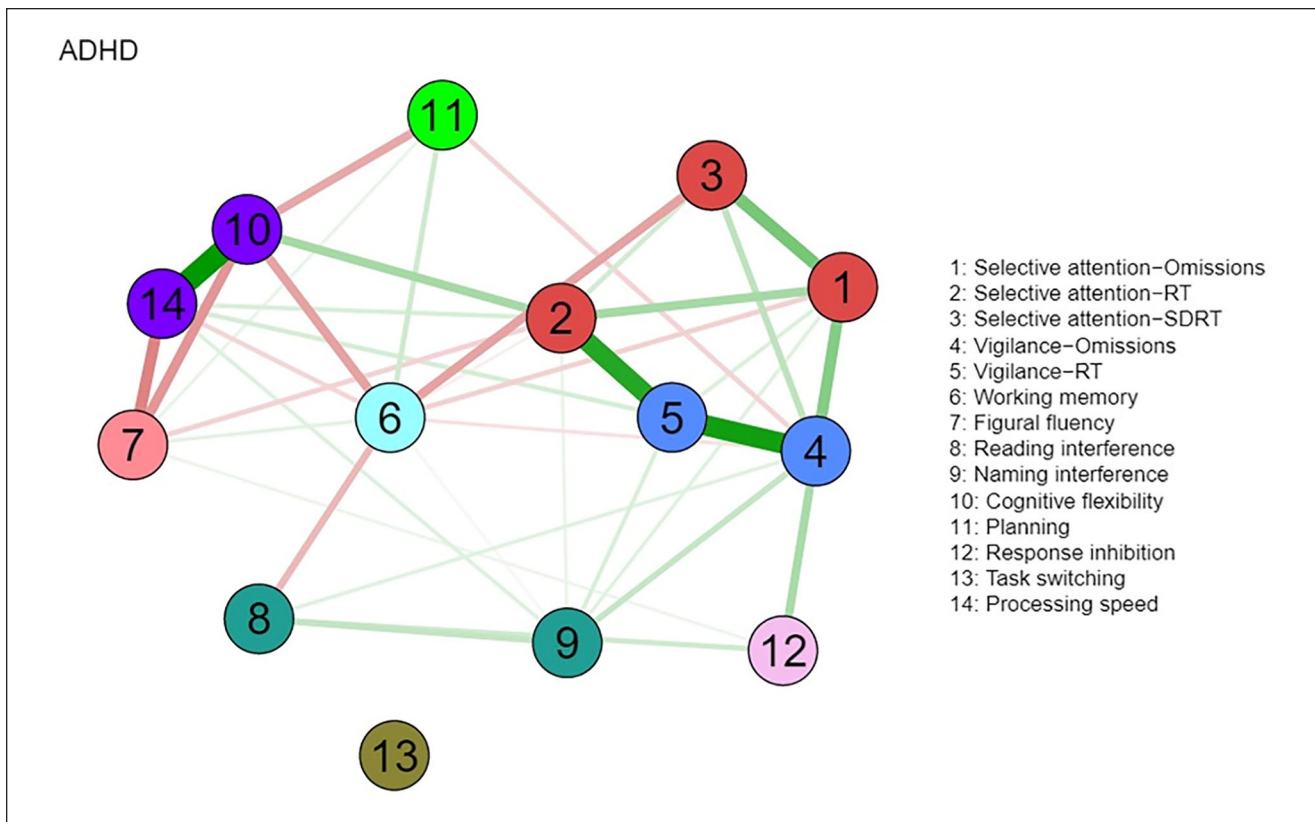 ADHD
11
3
10
1
14
2
6
5
7
4
8
9
12
13
1: Selective attention−Omissions
2: Selective attention−RT
3: Selective attention−SDRT
4: Vigilance−Omissions
5: Vigilance−RT
6: Working memory
7: Figural fluency
8: Reading interference
9: Naming interference
10: Cognitive flexibility
11: Planning
12: Response inhibition
13: Task switching
14: Processing speed